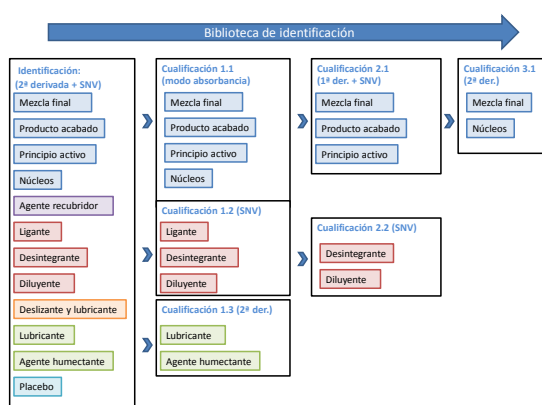 Biblioteca de identificación
Identificación:
(2ª derivada + SNV)
Mezcla final
Producto acabado
Principio activo
Núcleos
Agente recubridor
Ligante
Desintegrante
Diluyente
Deslizante y lubricante
Lubricante
Agente humectante
Placebo
Cualificación 1.1
(modo absorbancia)
Mezcla final
Producto acabado
Principio activo
Núcleos
Cualificación 1.2 (SNV)
Ligante
Desintegrante
Diluyente
Cualificación 1.3 (2ª der.)
Lubricante
Agente humectante
Cualificación 2.1
(1ª der. + SNV)
Mezcla final
Producto acabado
Principio activo
Cualificación 2.2 (SNV)
Desintegrante
Diluyente
Cualificación 3.1
(2ª der.)
Mezcla final
Núcleos